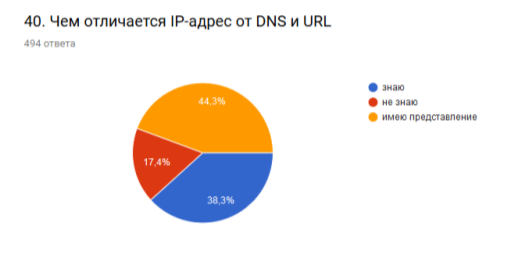 40. Чем отличается IP-адрес от DNS и URL
494 ответа
44,3%
17,4%
38,3%
знаю
не знаю
имею представление